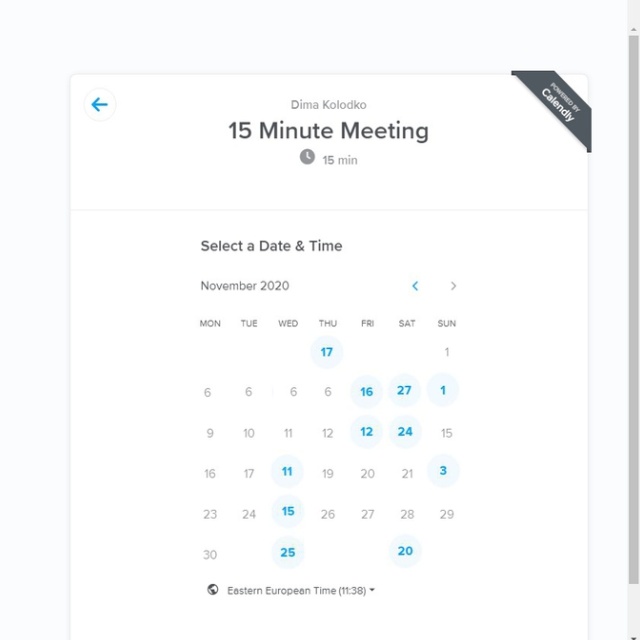 Dima Kolodko
POWERED BY
Calendly
15 Minute Meeting
15 min
Select a Date & Time
November 2020
MON TUE WED THU FRI SAT SUN
17 1
6 6 6 6 16 27 1
9 10 11 12 12 24 15
16 17 11 19 20 21 3
23 24 15 26 27 28 29
30 25 20
Eastern European Time (11:38)